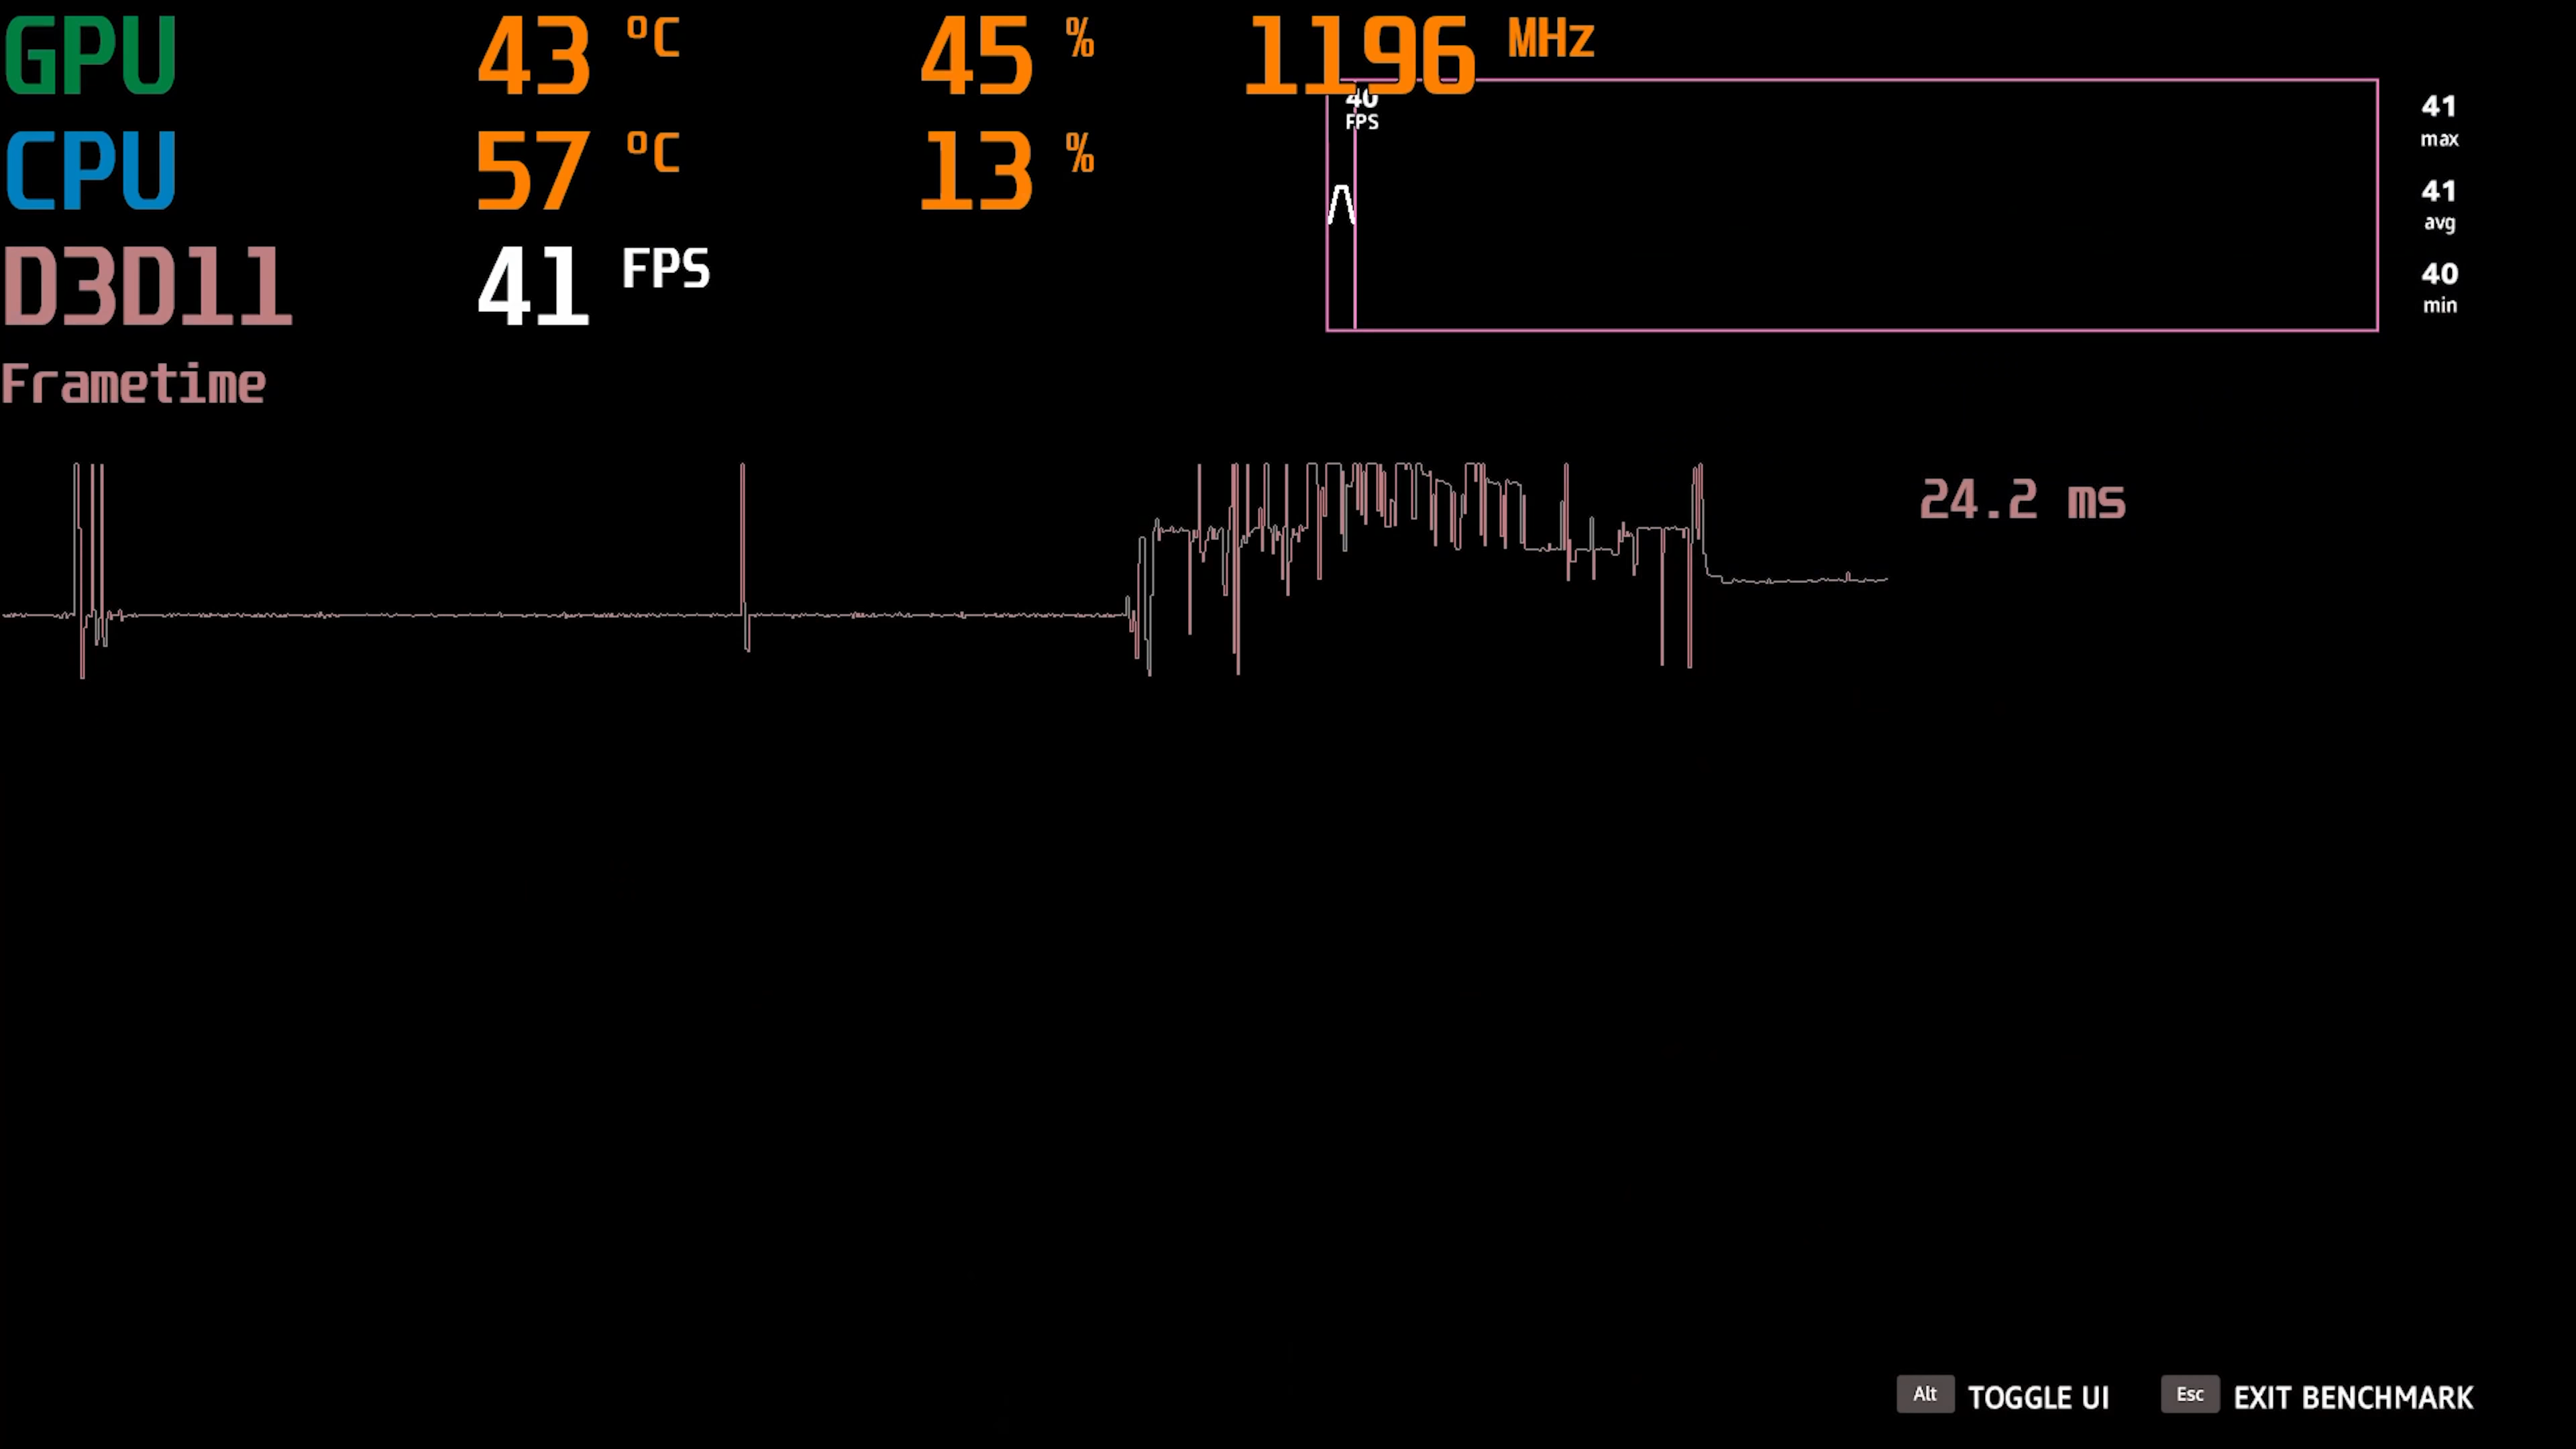 GPU 43 °C 45 % 1196 MHz
40
FPS
41
max
CPU 57 °C 13 %
41
avg
D3D11 41 FPS
40
min
Frametime
24.2 ms
Alt TOGGLE UI Esc EXIT BENCHMARK